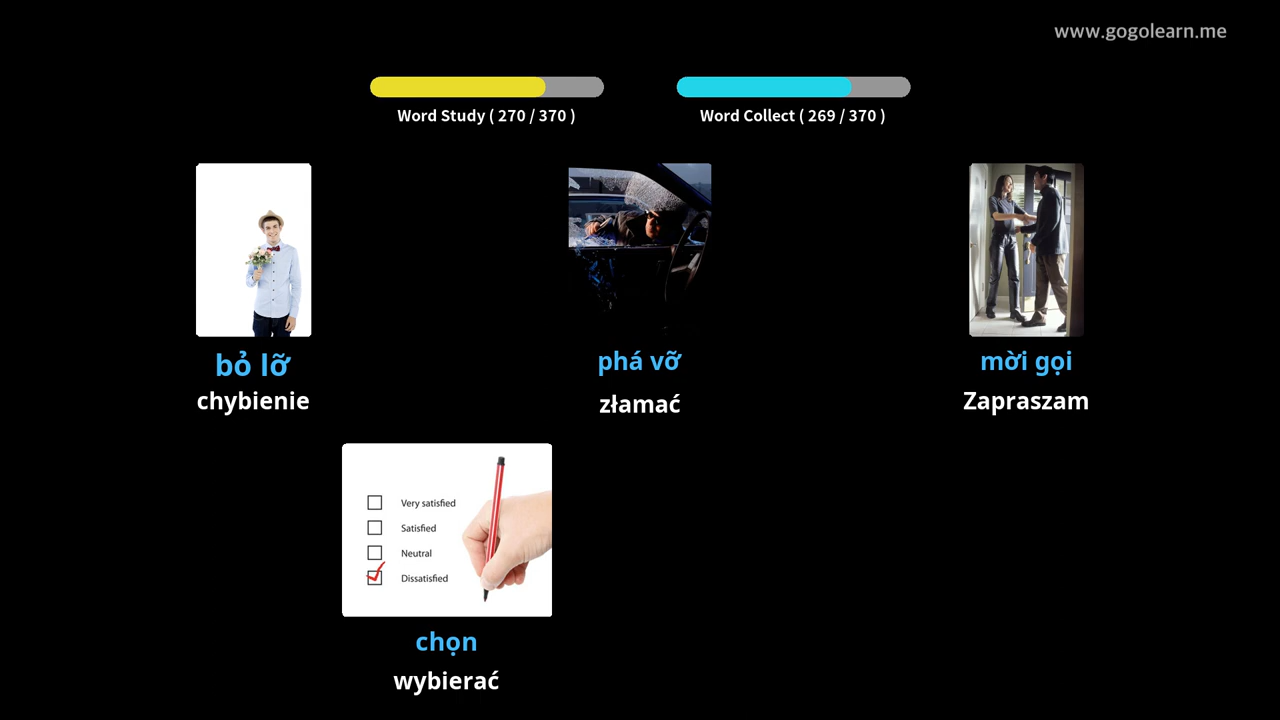 www.gogolearn.me
Word Study ( 270 / 370 )
Word Collect ( 269 / 370 )
bỏ lỡ
chybienie
phá vỡ
złamać
mời gọi
Zapraszam
Very satisfied
Satisfied
Neutral
Dissatisfied
chọn
wybierać